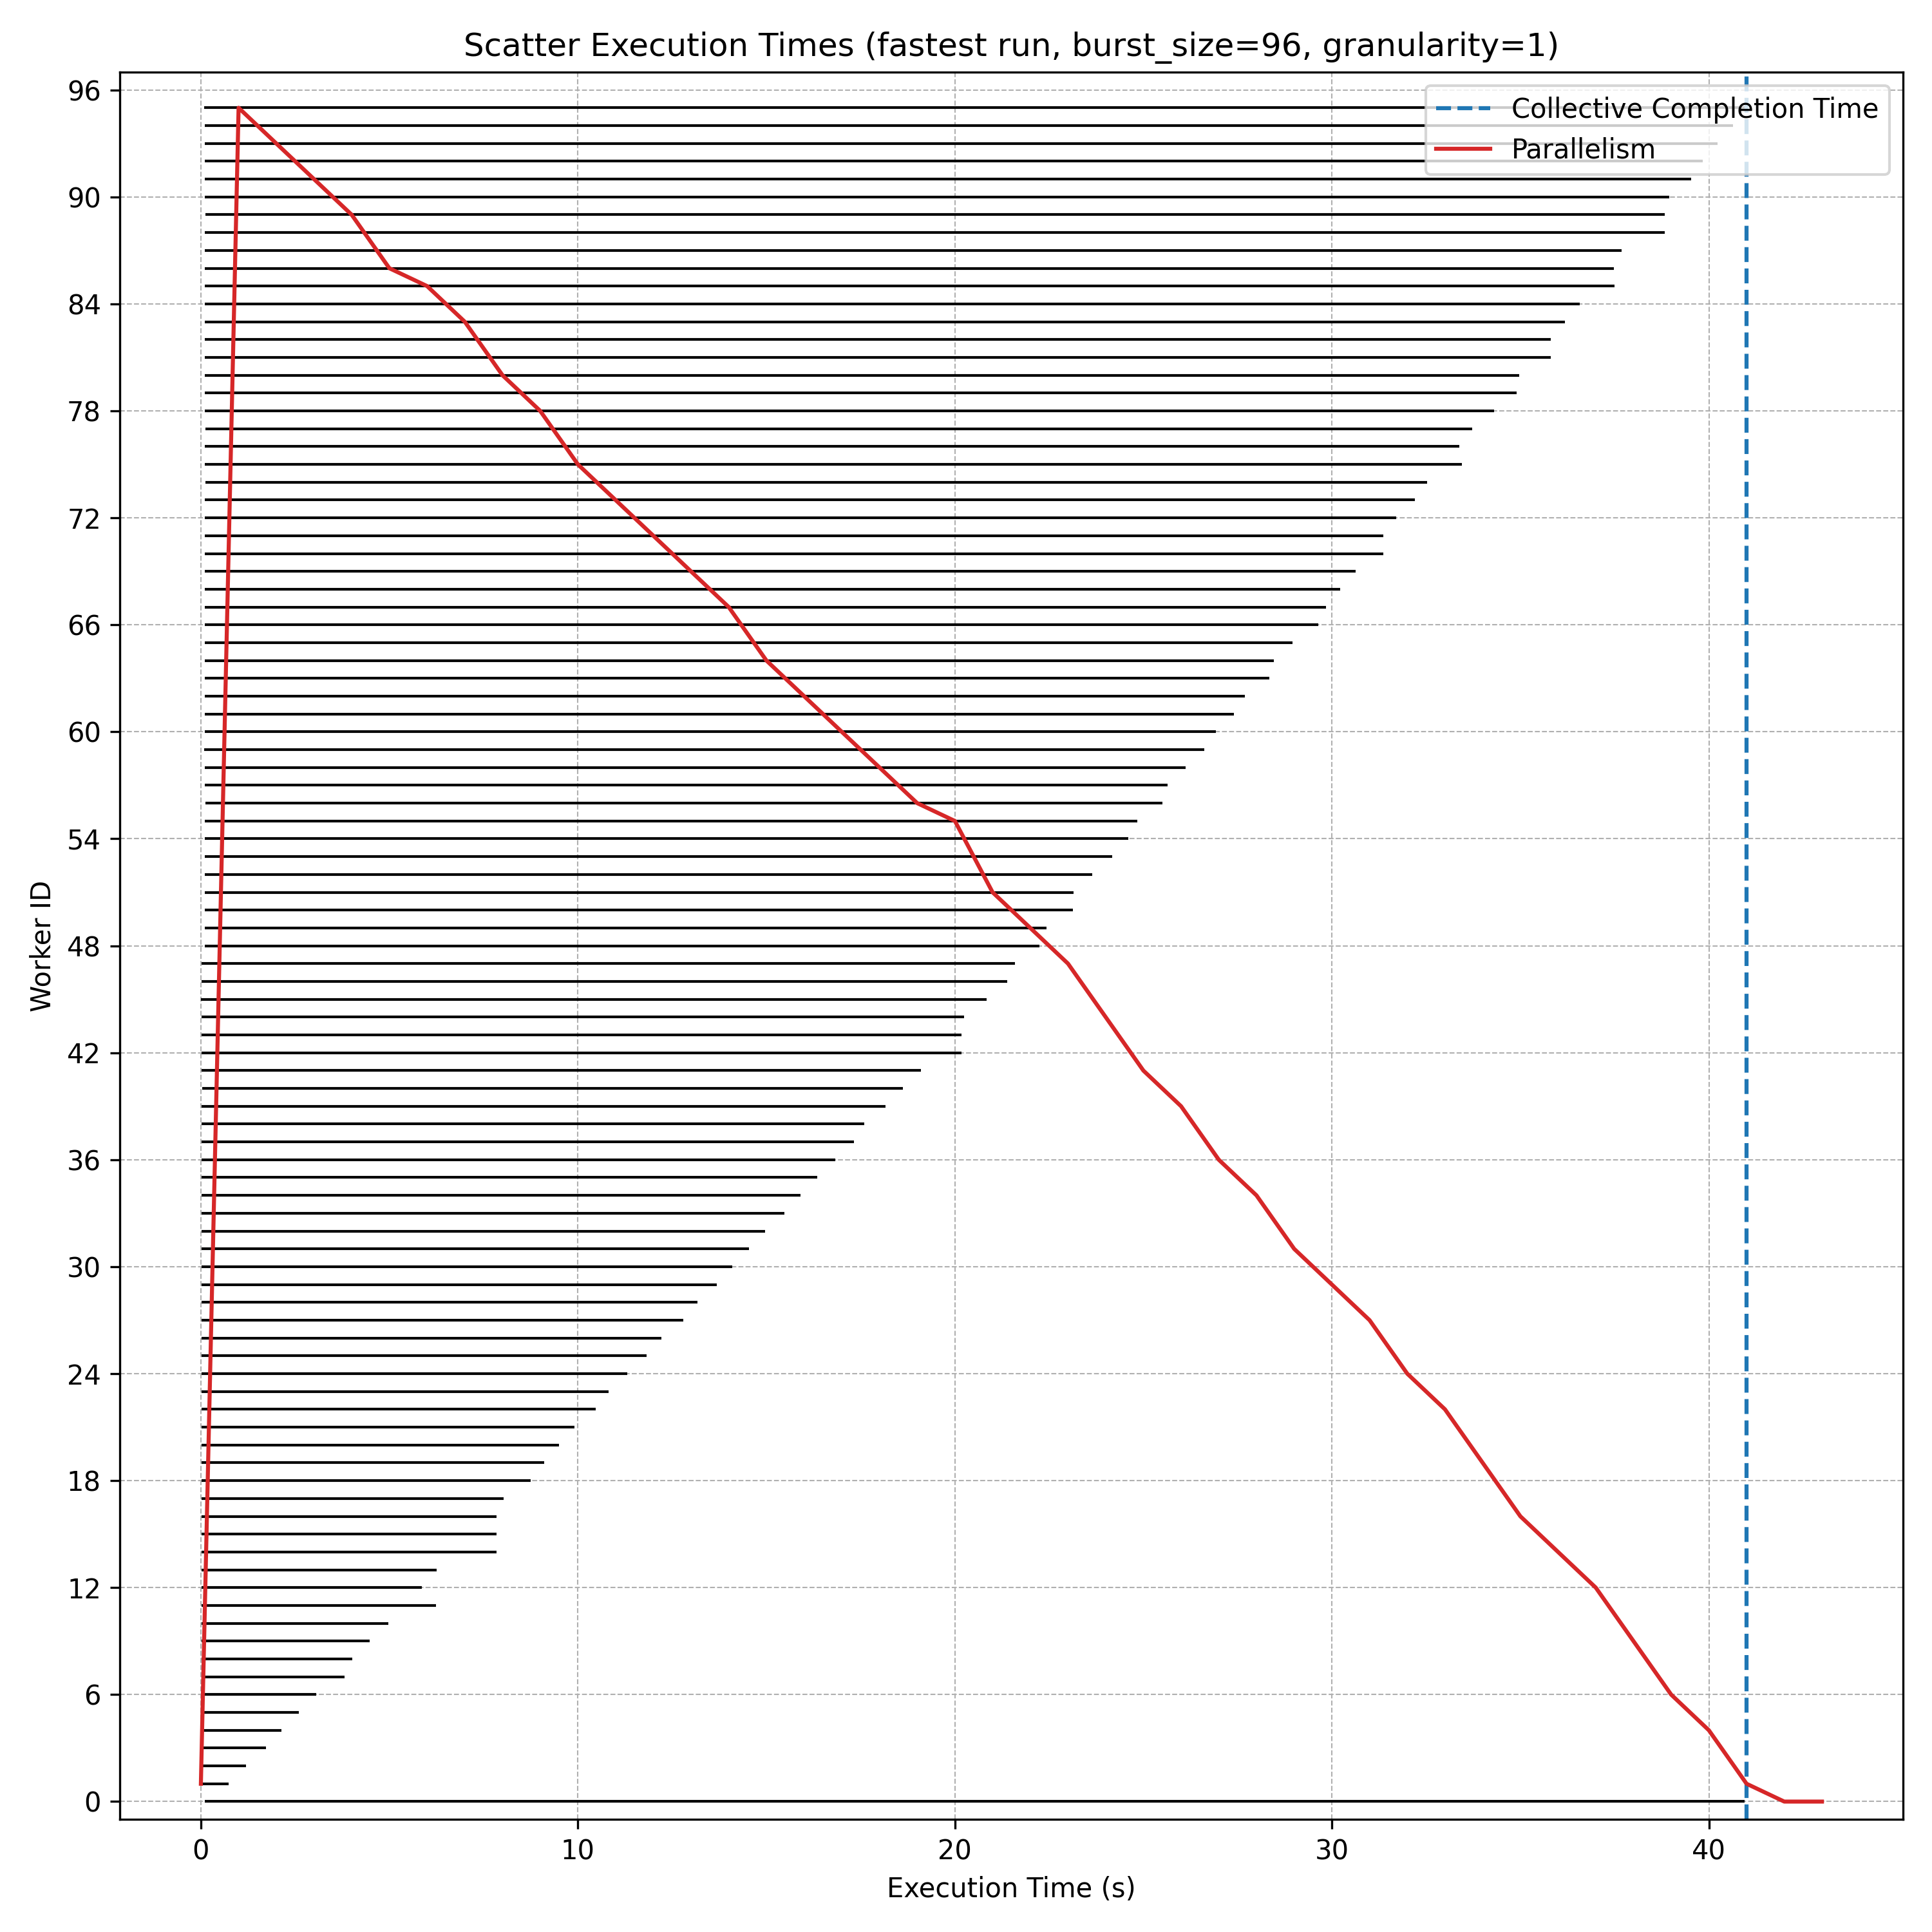 Scatter Execution Times (fastest run, burst_size=96, granularity=1)
Collective Completion Time
Parallelism
96
90
84
78
72
66
60
54
48
42
36
30
24
18
12
6
0
Worker ID
0 10 20 30 40
Execution Time (s)